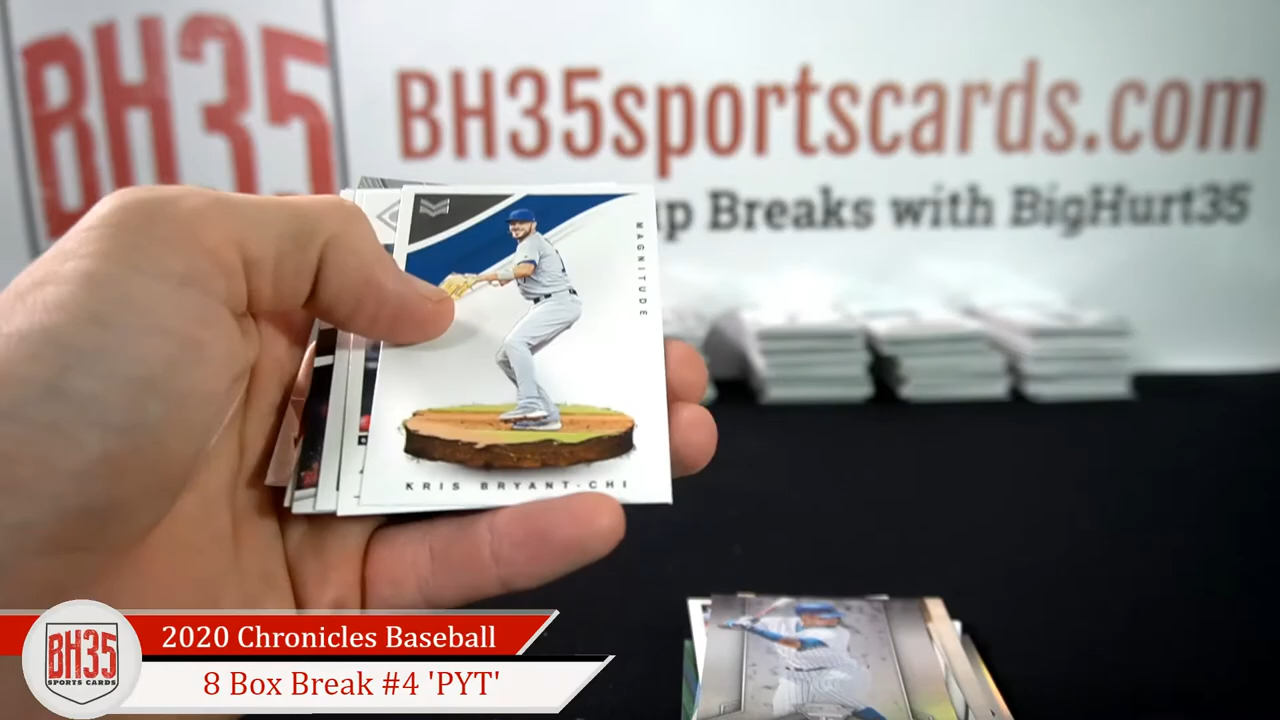 BH35
BH35sportscards.com
up Breaks with BigHurt35
MAGNITUDE
KRIS BRYANT-CHI
2020 Chronicles Baseball
8 Box Break #4 'PYT'
BH35
SPORTS CARDS